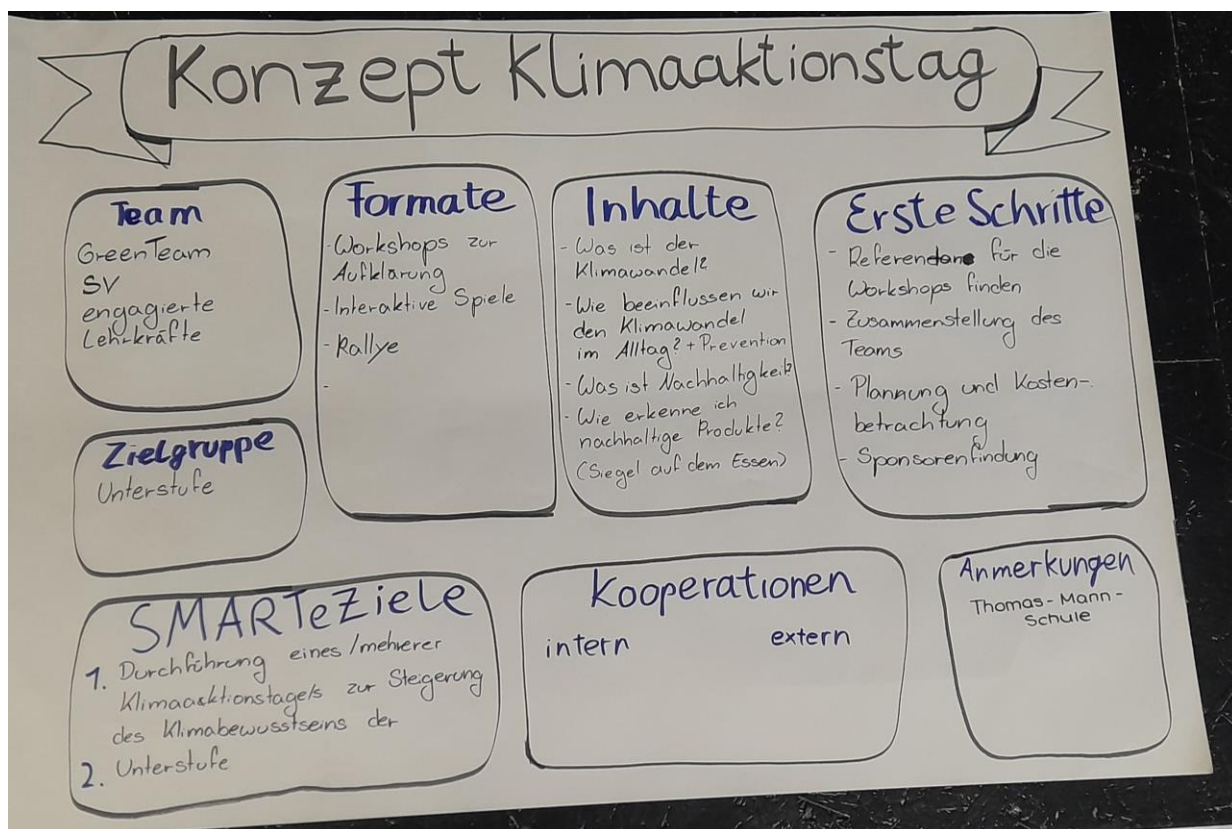 Konzept Klimaaktionstag
Team
GreenTeam
SV
engagierte
Lehrkräfte
Zielgruppe
Unterstufe
Formate
- Workshops zur
Aufklärung
- Interaktive Spiele
- Rallye
-
Inhalte
- Was ist der
Klimawandel?
- Wie beeinflussen wir
den Klimawandel
im Alltag? + Prevention
- Was ist Nachhaltigkeit?
- Wie erkenne ich
nachhaltige Produkte?
(Siegel auf dem Essen)
Erste Schritte
- für die
Workshops finden
- Zusammenstellung des
Teams
- Plannung und Kosten-
betrachtung
- Sponsorenfindung
SMARTe Ziele
1. Durchführung eines/mehrerer
Klimaaktionstage/s zur Steigerung
des Klimabewusstseins der
2. Unterstufe
Kooperationen
intern extern
Anmerkungen
Thomas-Mann-
Schule